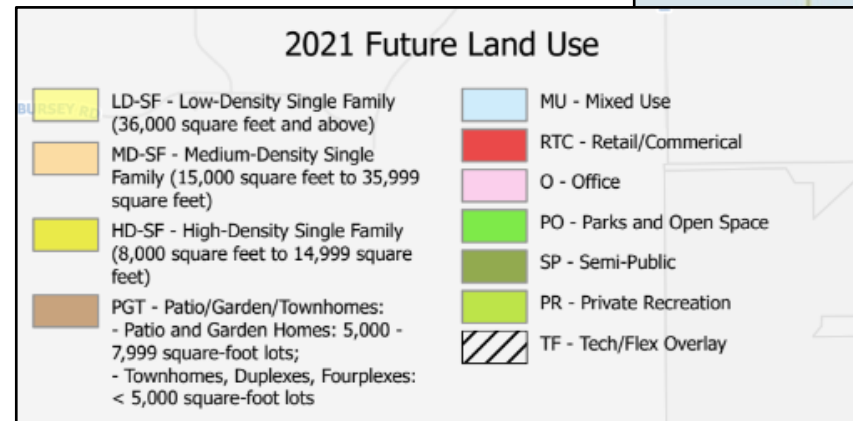 2021 Future Land Use
BURSEY RD
LD-SF - Low-Density Single Family
(36,000 square feet and above)
MD-SF - Medium-Density Single
Family (15,000 square feet to 35,999
square feet)
HD-SF - High-Density Single Family
(8,000 square feet to 14,999 square
feet)
PGT - Patio/Garden/Townhomes:
- Patio and Garden Homes: 5,000 -
7,999 square-foot lots;
- Townhomes, Duplexes, Fourplexes:
< 5,000 square-foot lots
MU - Mixed Use
RTC - Retail/Commerical
O - Office
PO - Parks and Open Space
SP - Semi-Public
PR - Private Recreation
TF - Tech/Flex Overlay